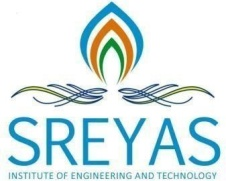 SREYAS
INSTITUTE OF ENGINEERING AND TECHNOLOGY